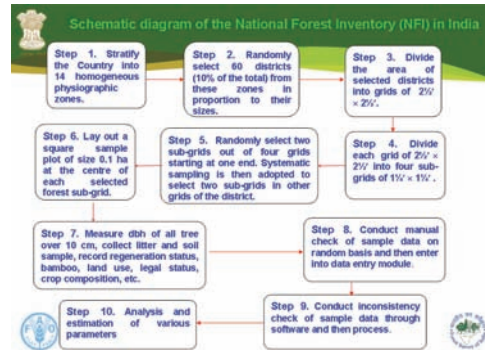 Schematic diagram of the National Forest Inventory (NFI) in India
Step 1. Stratify
the Country into
14 homogeneous
physiographic
zones.
Step 2. Randomly
select 60 districts
(10% of the total) from
these zones in
proportion to their
sizes.
Step 3. Divide
the area of
selected districts
into grids of 2½'
× 2½'.
Step 4. Divide
each grid of 2½' ×
2½' into four sub-
grids of 1¼' × 1¼'.
Step 5. Randomly select two
sub-grids out of four grids
starting at one end. Systematic
sampling is then adopted to
select two sub-grids in other
grids of the district.
Step 6. Lay out a
square sample
plot of size 0.1 ha
at the centre of
each selected
forest sub-grid.
Step 7. Measure dbh of all tree
over 10 cm, collect litter and soil
sample, record regeneration status,
bamboo, land use, legal status,
crop composition, etc.
Step 8. Conduct manual
check of sample data on
random basis and then enter
into data entry module.
Step 9. Conduct inconsistency
check of sample data through
software and then process.
Step 10. Analysis and
estimation of various
parameters